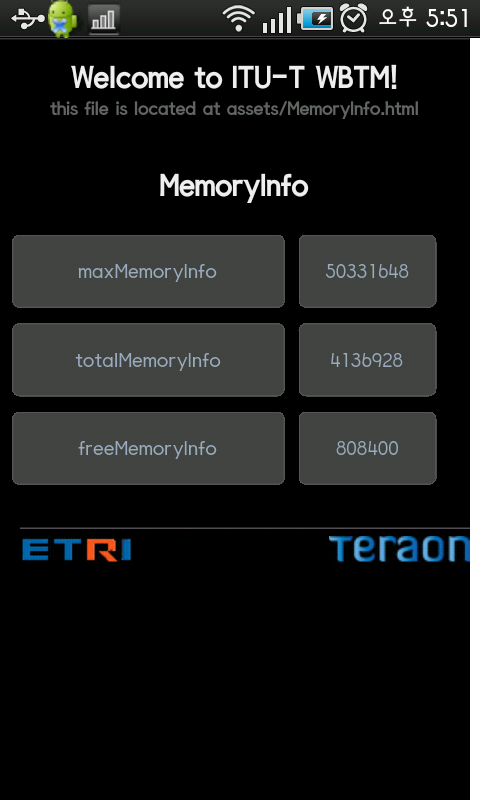 오후 5:51
Welcome to ITU-T WBTM!
this file is located at assets/MemoryInfo.html
MemoryInfo
maxMemoryInfo 50331648
totalMemoryInfo 4136928
freeMemoryInfo 808400
ETRI Teraon